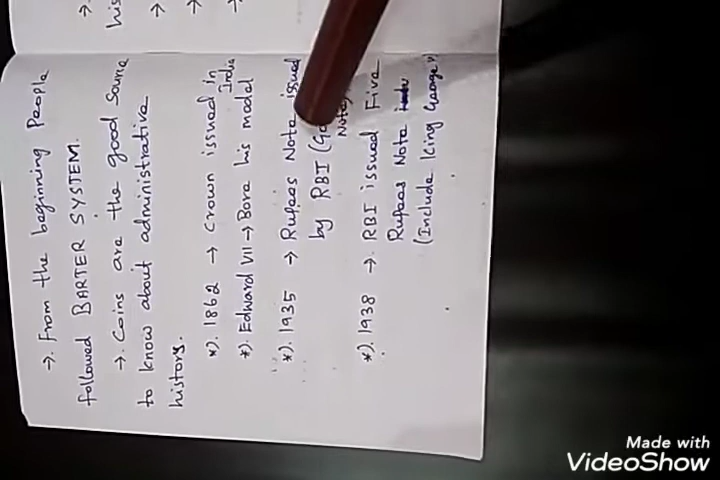 →. From the beginning People
followed BARTER SYSTEM.
→. Coins are the good source
to know about administrative
history.
*). 1862 → Crown issued in
India
*). Edward VII → Bore his model
*). 1935 → Rupees Note issued
by RBI (
Note)
*). 1938 →. RBI issued Five
Rupees Note
(Include King George V)
→.
his
→
→
Made with
VideoShow